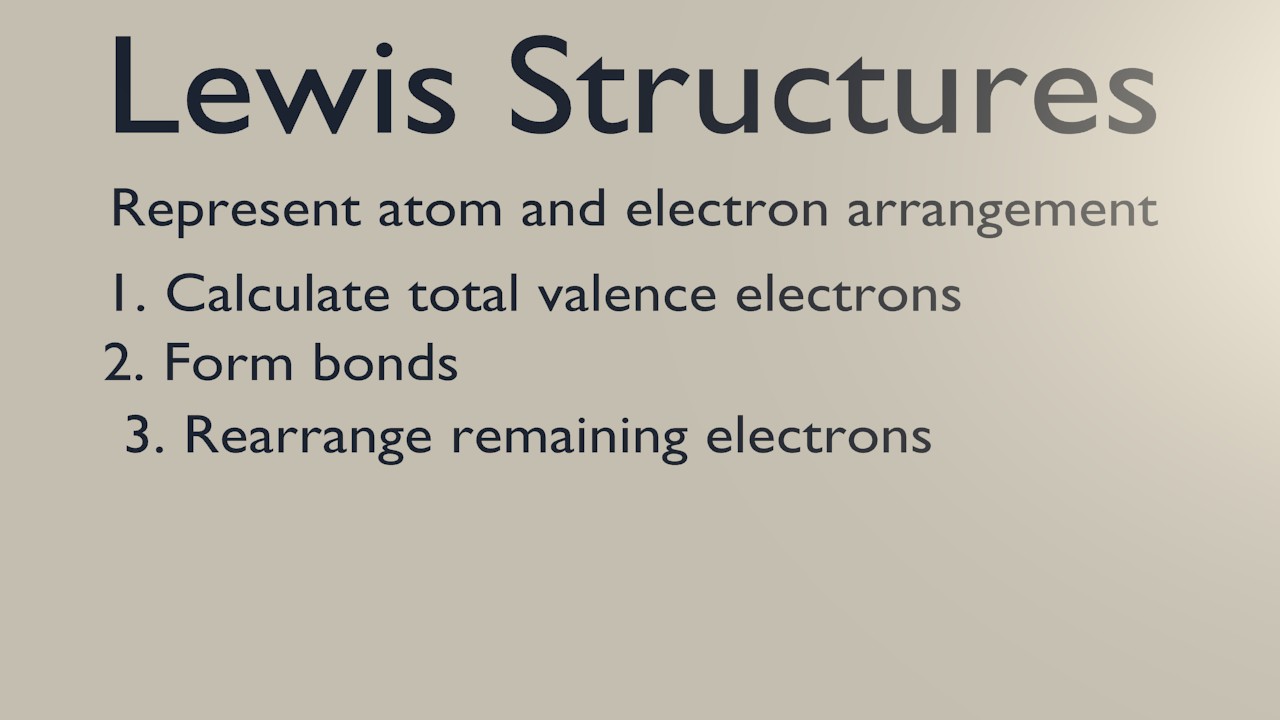 Lewis Structures
Represent atom and electron arrangement
1. Calculate total valence electrons
2. Form bonds
3. Rearrange remaining electrons